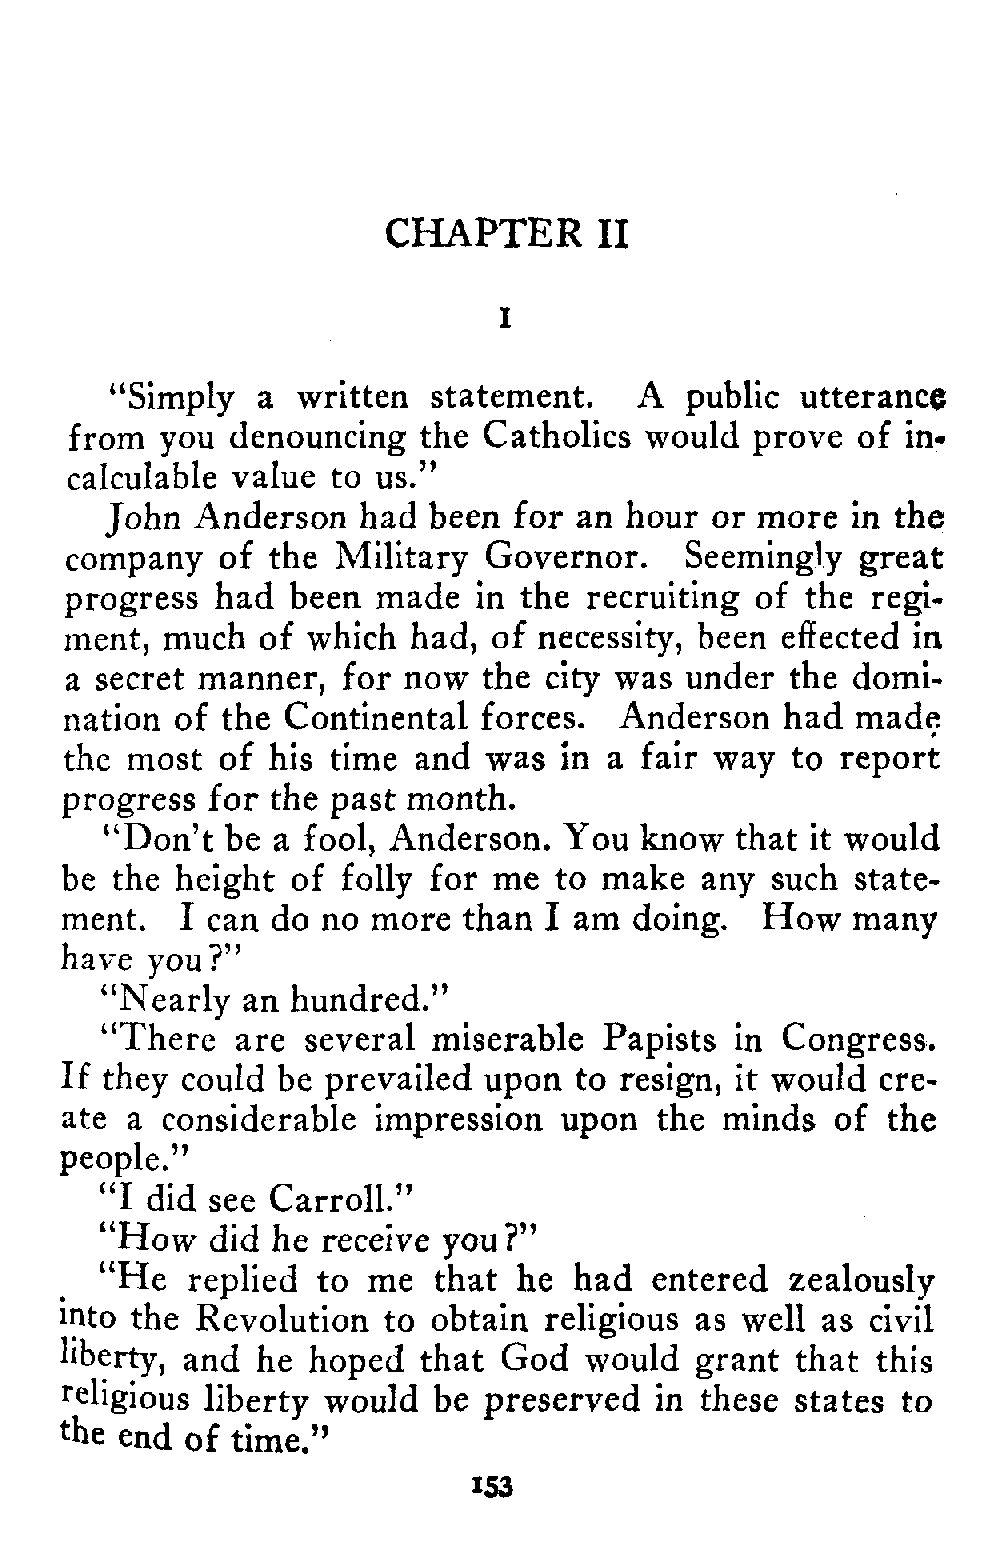 CHAPTER II
I
“Simply a written statement. A public utterance
from you denouncing the Catholics would prove of in-
calculable value to us.”
John Anderson had been for an hour or more in the
company of the Military Governor. Seemingly great
progress had been made in the recruiting of the regi-
ment, much of which had, of necessity, been effected in
a secret manner, for now the city was under the domi-
nation of the Continental forces. Anderson had made
the most of his time and was in a fair way to report
progress for the past month.
“Don’t be a fool, Anderson. You know that it would
be the height of folly for me to make any such state-
ment. I can do no more than I am doing. How many
have you?”
“Nearly an hundred.”
“There are several miserable Papists in Congress.
If they could be prevailed upon to resign, it would cre-
ate a considerable impression upon the minds of the
people.”
“I did see Carroll.”
“How did he receive you?”
“He replied to me that he had entered zealously
into the Revolution to obtain religious as well as civil
liberty, and he hoped that God would grant that this
religious liberty would be preserved in these states to
the end of time.”
153